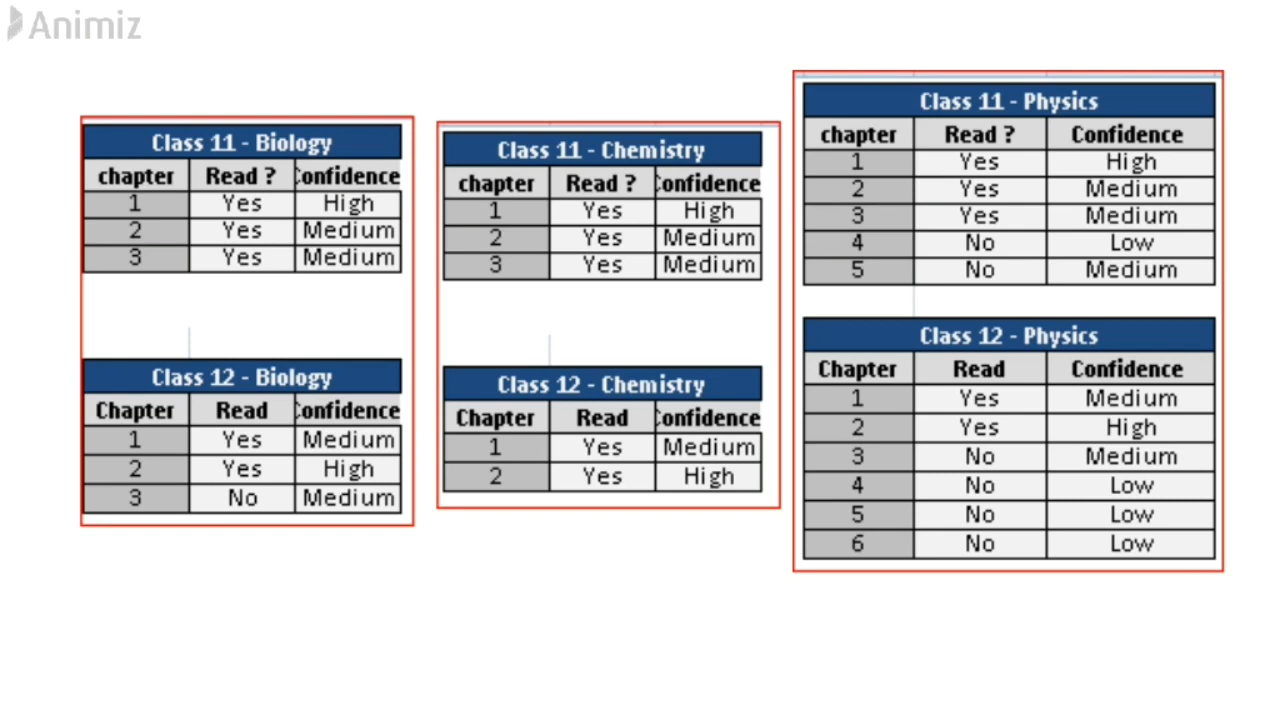 Animiz
Class 11 - Biology
chapter Read ? Confidence
1 Yes High
2 Yes Medium
3 Yes Medium
Class 12 - Biology
Chapter Read Confidence
1 Yes Medium
2 Yes High
3 No Medium
Class 11 - Chemistry
chapter Read ? Confidence
1 Yes High
2 Yes Medium
3 Yes Medium
Class 12 - Chemistry
Chapter Read Confidence
1 Yes Medium
2 Yes High
Class 11 - Physics
chapter Read ? Confidence
1 Yes High
2 Yes Medium
3 Yes Medium
4 No Low
5 No Medium
Class 12 - Physics
Chapter Read Confidence
1 Yes Medium
2 Yes High
3 No Medium
4 No Low
5 No Low
6 No Low